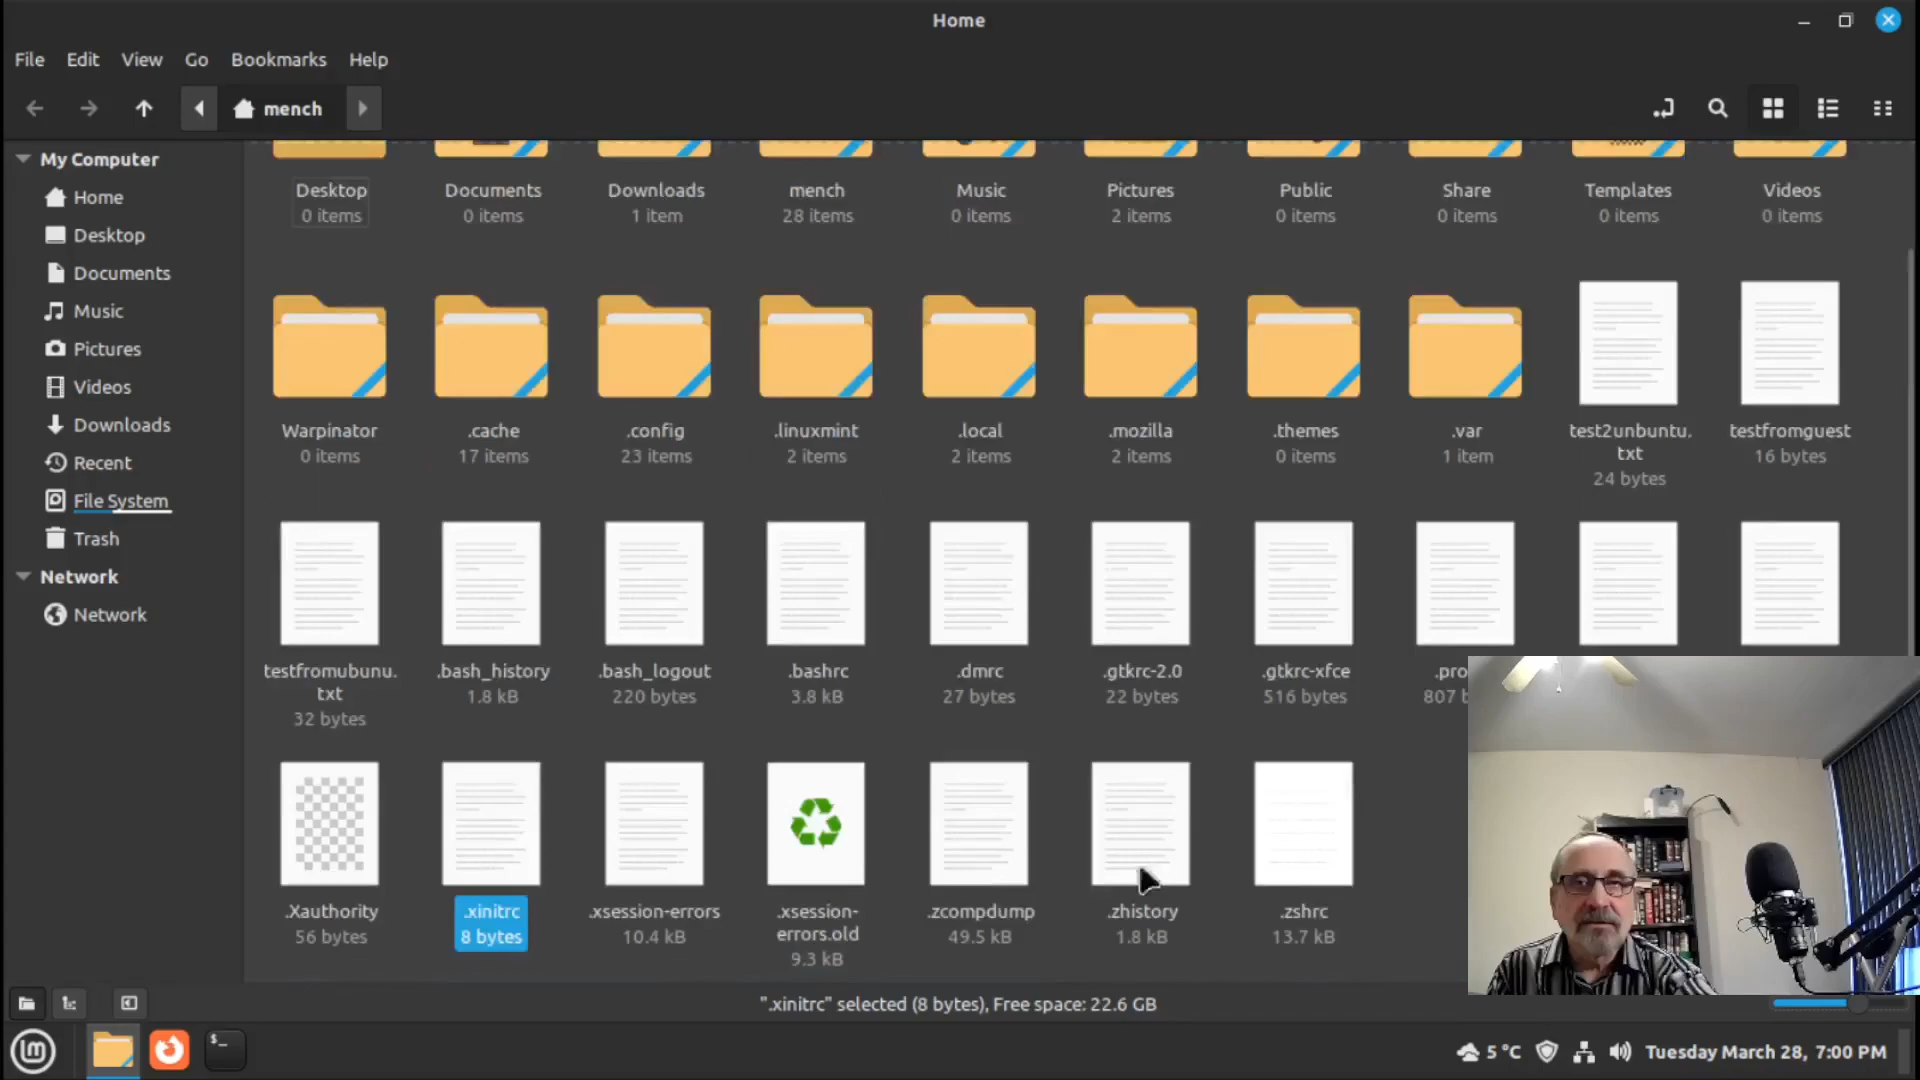 Home
File Edit View Go Bookmarks Help
mench
My Computer
Home
Desktop
Documents
Music
Pictures
Videos
Downloads
Recent
File System
Trash
Network
Network
Desktop Documents Downloads mench Music Pictures Public Share Templates Videos
0 items 0 items 1 item 28 items 0 items 2 items 0 items 0 items 0 items 0 items
Warpinator .cache .config .linuxmint .local .mozilla .themes .var test2unbuntu. testfromguest
txt
0 items 17 items 23 items 2 items 2 items 2 items 0 items 1 item 16 bytes
24 bytes
testfromubunu. .bash_history .bash_logout .bashrc .dmrc .gtkrc-2.0 .gtkrc-xfce
txt 1.8 kB 220 bytes 3.8 kB 27 bytes 22 bytes 516 bytes 807
32 bytes
.Xauthority .xinitrc .xsession-errors .xsession- .zcompdump .zhistory .zshrc
errors.old
56 bytes 8 bytes 10.4 kB 49.5 kB 1.8 kB 13.7 kB
9.3 kB
".xinitrc" selected (8 bytes), Free space: 22.6 GB
lm $_ 5 °C Tuesday March 28, 7:00 PM